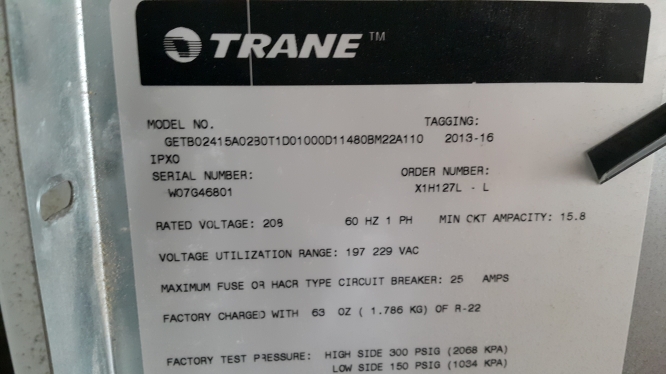 TRANE™
MODEL NO. TAGGING:
GETB02415A02B0T1D01000D11480BM22A110 2013-16
IPX0
SERIAL NUMBER: ORDER NUMBER:
W07G46801 X1H127L - L
RATED VOLTAGE: 208 60 HZ 1 PH MIN CKT AMPACITY: 15.8
VOLTAGE UTILIZATION RANGE: 197 229 VAC
MAXIMUM FUSE OR HACR TYPE CIRCUIT BREAKER: 25 AMPS
FACTORY CHARGED WITH 63 OZ ( 1.786 KG) OF R-22
FACTORY TEST PRESSURE: HIGH SIDE 300 PSIG (2068 KPA)
LOW SIDE 150 PSIG (1034 KPA)